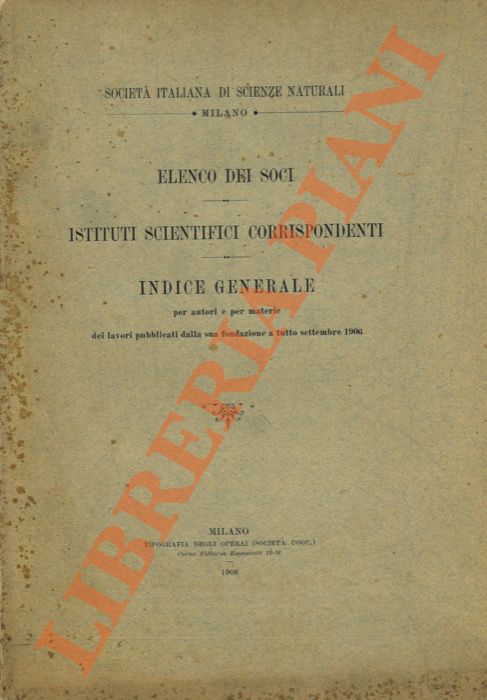 SOCIETÀ ITALIANA DI SCIENZE NATURALI
MILANO
ELENCO DEI SOCI
ISTITUTI SCIENTIFICI CORRISPONDENTI
INDICE GENERALE
per autori e per materie
dei lavori pubblicati dalla sua fondazione a tutto settembre 1906
MILANO
TIPOGRAFIA DEGLI OPERAI (SOCIETÀ COOP.)
Corso Vittorio Emanuele 12-16
1906
LIBRERIA PIANI